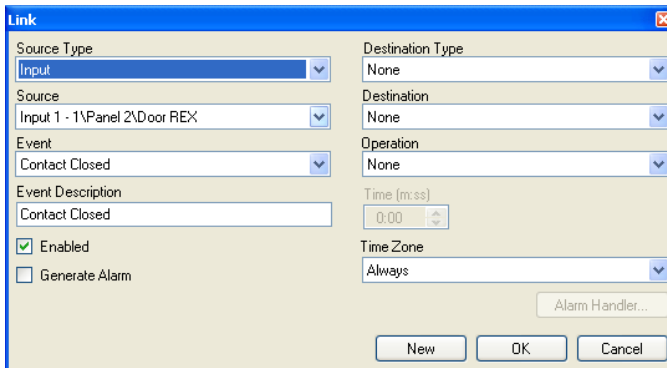 Link
Source Type
Input
Source
Input 1 - 1\Panel 2\Door REX
Event
Contact Closed
Event Description
Contact Closed
Enabled
Generate Alarm
Destination Type
None
Destination
None
Operation
None
Time (m:ss)
0:00
Time Zone
Always
Alarm Handler...
New
OK
Cancel